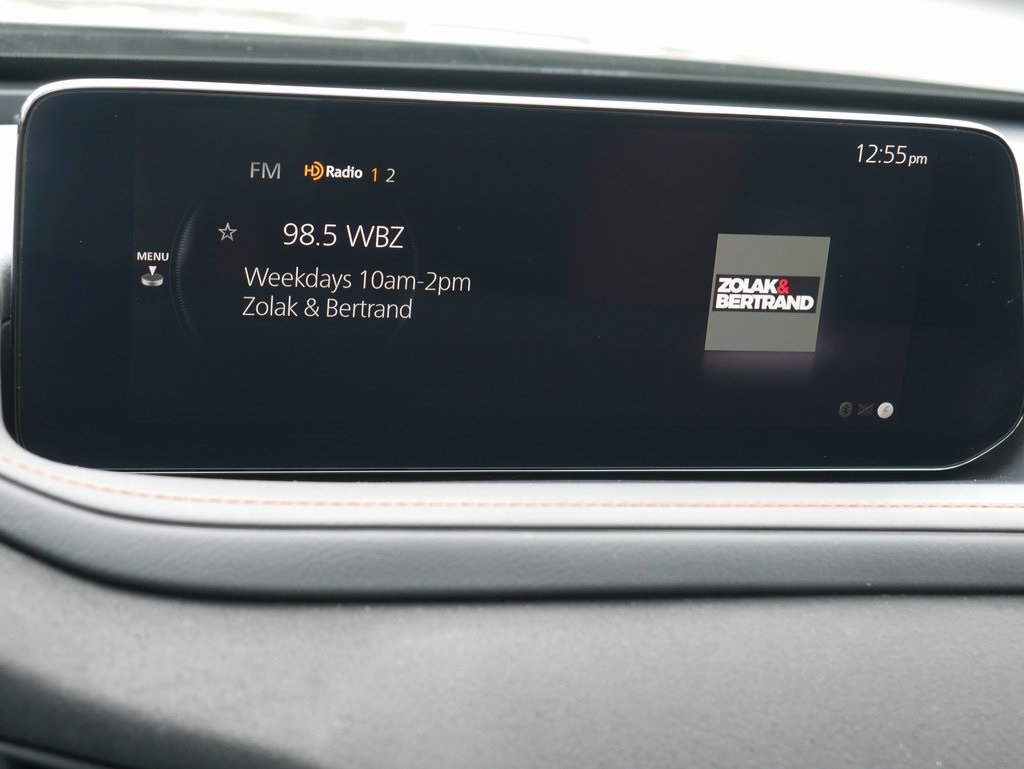 12:55pm
FM HD Radio 1 2
98.5 WBZ
MENU
Weekdays 10am-2pm
Zolak & Bertrand
ZOLAK&
BERTRAND